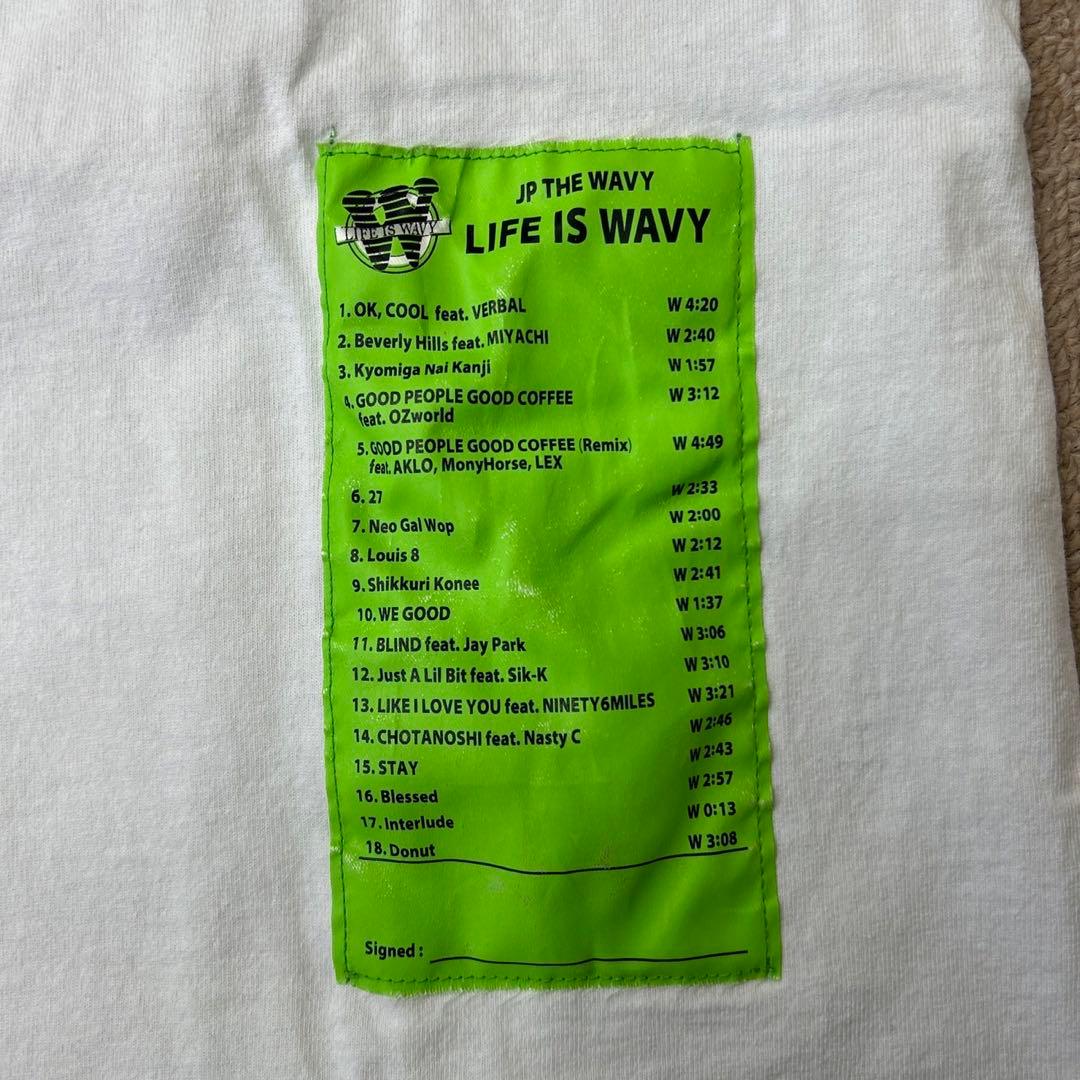 LIFE IS WAVY
JP THE WAVY
LIFE IS WAVY
1. OK, COOL feat. VERBAL W 4:20
2. Beverly Hills feat. MIYACHI W 2:40
3. Kyomiga Nai Kanji W 1:57
4. GOOD PEOPLE GOOD COFFEE W 3:12
feat. OZworld
5. GOOD PEOPLE GOOD COFFEE (Remix) W 4:49
feat. AKLO, MonyHorse, LEX
6. 27 W 2:33
7. Neo Gal Wop W 2:00
8. Louis 8 W 2:12
9. Shikkuri Konee W 2:41
10. WE GOOD W 1:37
11. BLIND feat. Jay Park W 3:06
12. Just A Lil Bit feat. Sik-K W 3:10
13. LIKE I LOVE YOU feat. NINETY6MILES W 3:21
14. CHOTANOSHI feat. Nasty C W 2:46
15. STAY W 2:43
16. Blessed W 2:57
17. Interlude W 0:13
18. Donut W 3:08
Signed :